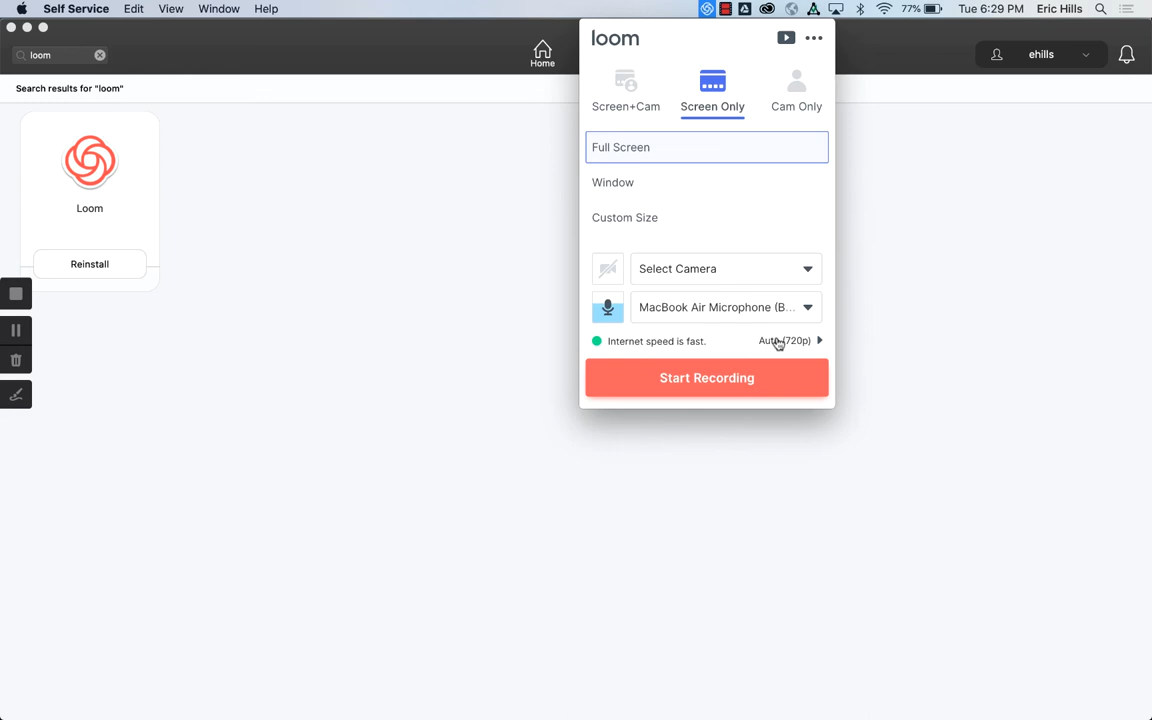 Self Service Edit View Window Help 77% Tue 6:29 PM Eric Hills
loom
Home
ehills
Search results for "loom"
Loom
Reinstall
loom
Screen+Cam Screen Only Cam Only
Full Screen
Window
Custom Size
Select Camera
MacBook Air Microphone (B...
Internet speed is fast. Auto (720p)
Start Recording